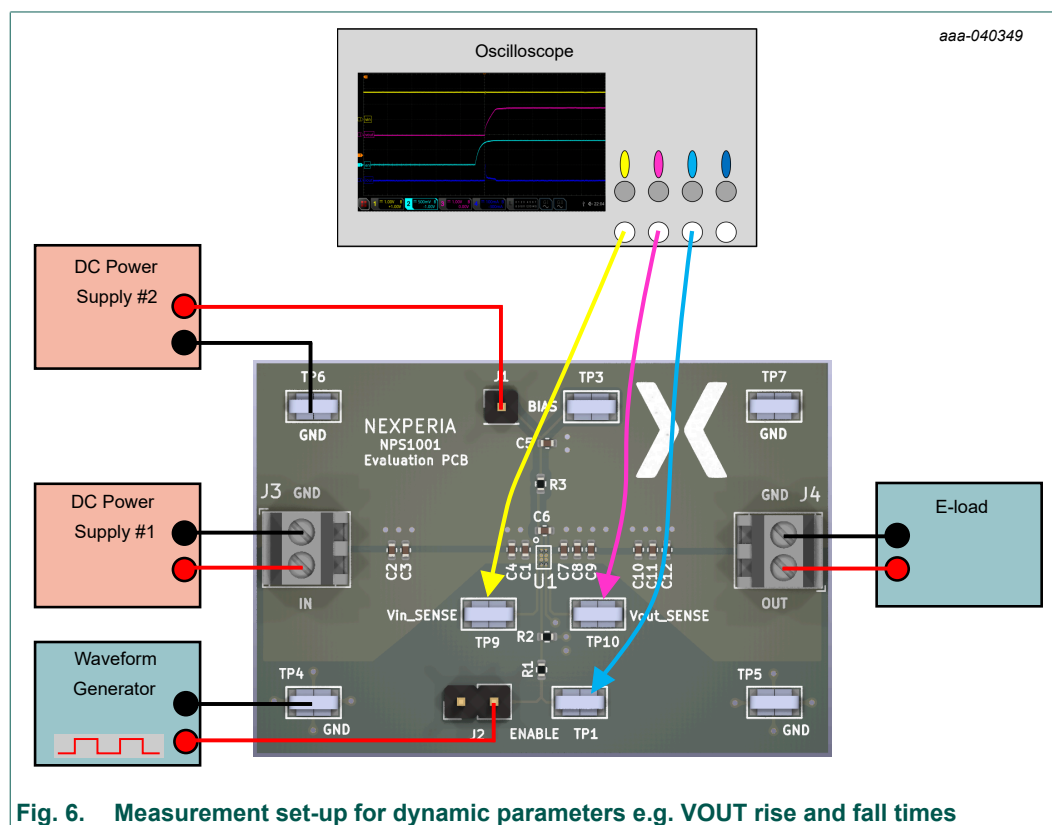 aaa-040349
Oscilloscope
DC Power
Supply #2
TP6
GND
J1
BIAS
TP3
TP7
GND
NEXPERIA
NPS1001
Evaluation PCB
C5
R3
C6
DC Power
Supply #1
J3 GND
IN
C2
C3
C4
C1
U1
C7
C8
C9
C10
C11
C12
GND J4
OUT
E-load
Vin_SENSE
TP9
Vout_SENSE
TP10
R2
R1
Waveform
Generator
TP4
GND
J2 ENABLE
TP1
TP5
GND
Fig. 6. Measurement set-up for dynamic parameters e.g. VOUT rise and fall times